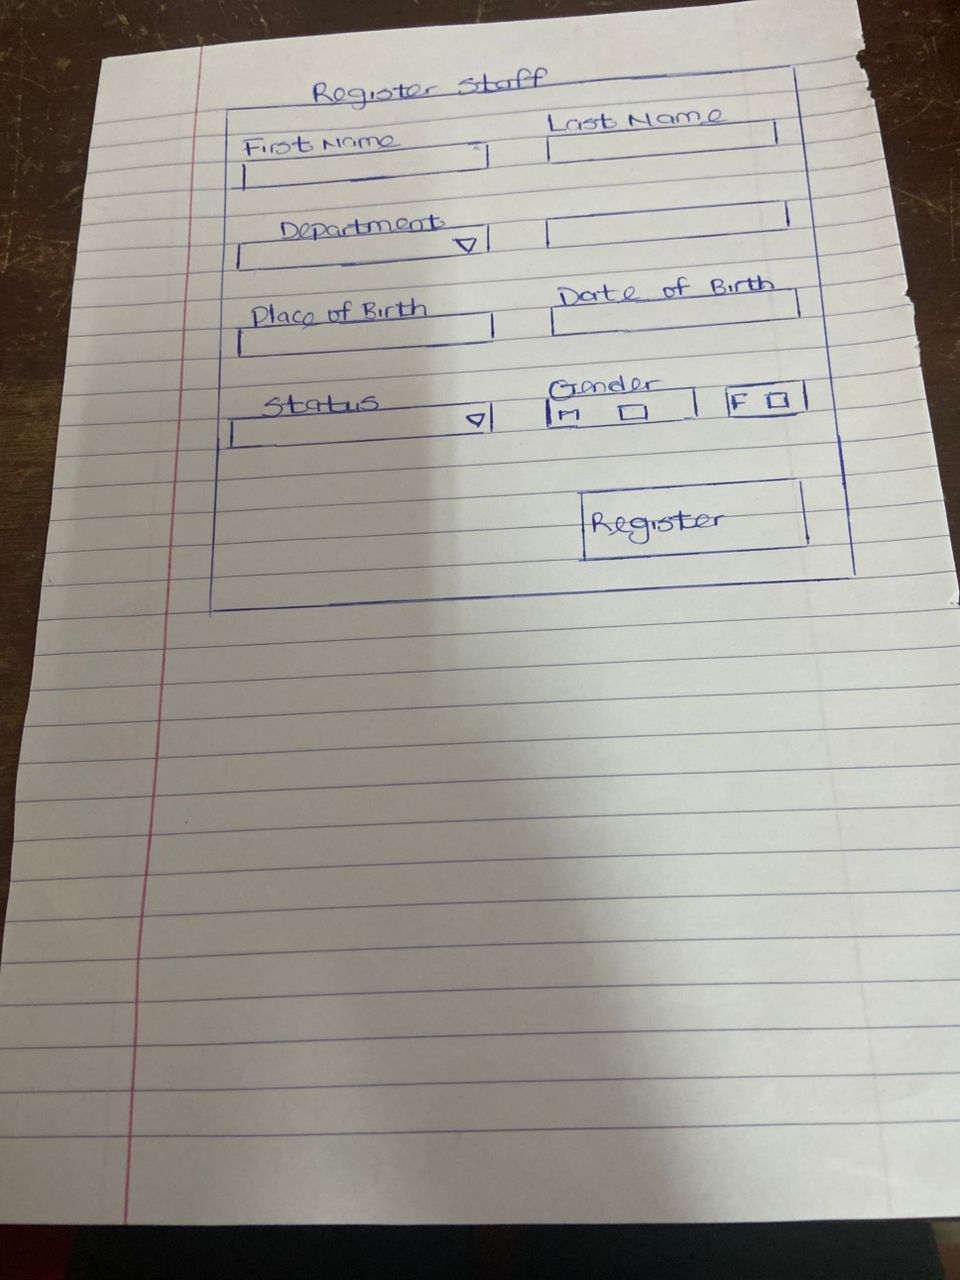 Register Staff
First Name Last Name
Department
Place of Birth Date of Birth
Status Gender
M F
Register